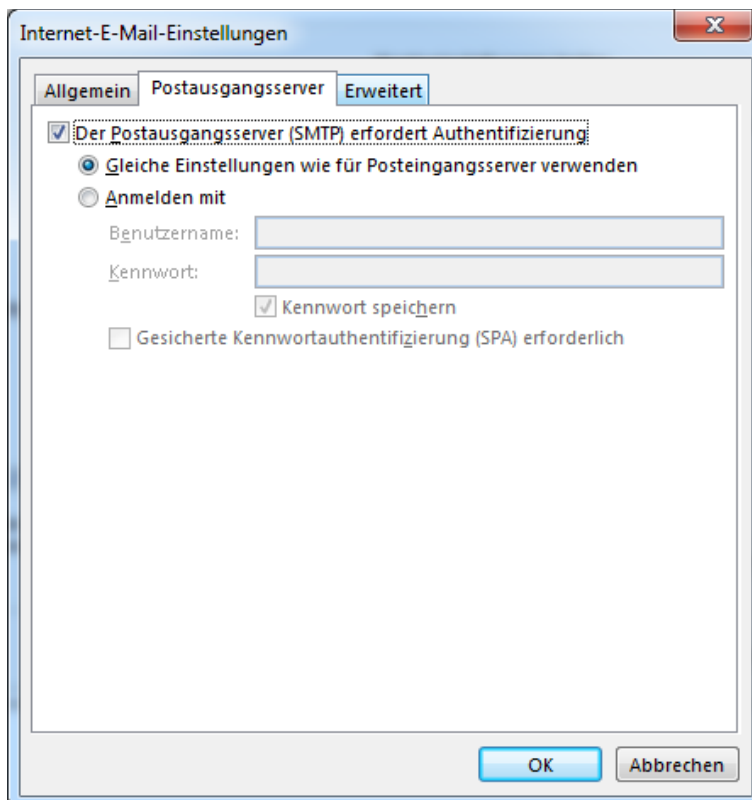 Internet-E-Mail-Einstellungen
Allgemein Postausgangsserver Erweitert
Der Postausgangsserver (SMTP) erfordert Authentifizierung
Gleiche Einstellungen wie für Posteingangsserver verwenden
Anmelden mit
Benutzername:
Kennwort:
Kennwort speichern
Gesicherte Kennwortauthentifizierung (SPA) erforderlich
OK Abbrechen